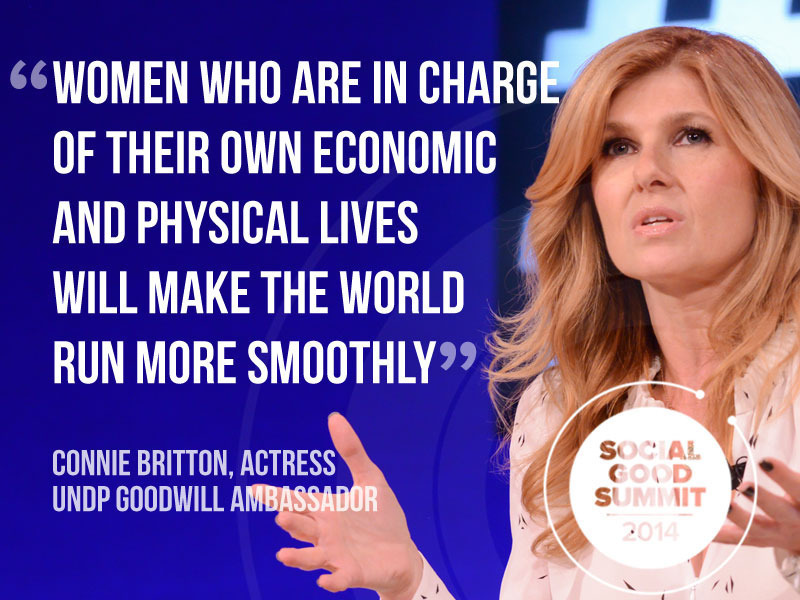 “WOMEN WHO ARE IN CHARGE
OF THEIR OWN ECONOMIC
AND PHYSICAL LIVES
WILL MAKE THE WORLD
RUN MORE SMOOTHLY”
CONNIE BRITTON, ACTRESS
UNDP GOODWILL AMBASSADOR
SOCIAL
GOOD
SUMMIT
2014